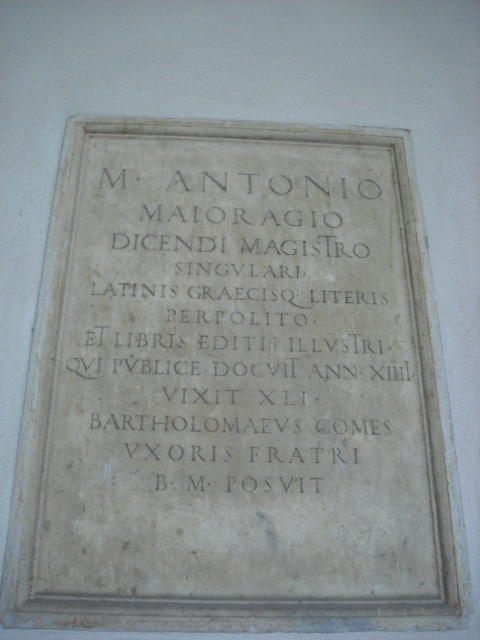 M· ANTONIO
MAIORAGIO
DICENDI MAGISTRO
SINGVLARI·
LATINIS GRAECISQ· LITERIS
PERPOLITO·
ET LIBRIS EDITIS ILLVSTRI·
QVI PVBLICE DOCVIT ANN· XIIII·
VIXIT XLI·
BARTHOLOMAEVS COMES
VXORIS FRATRI
B· M· POSVIT